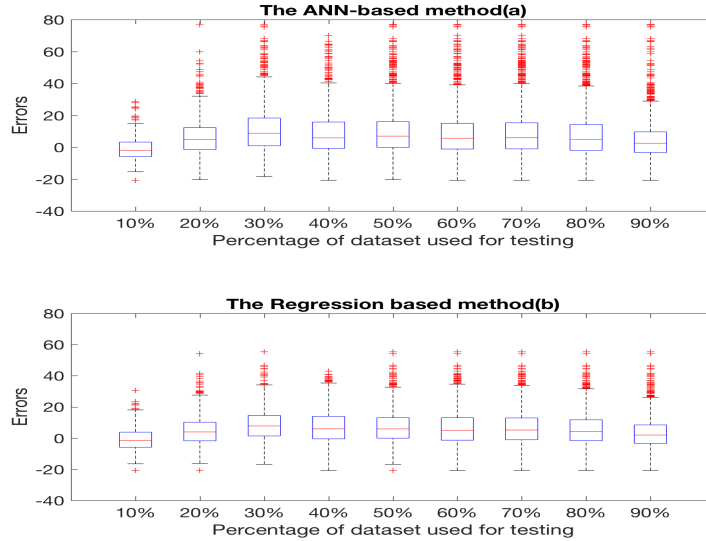 The ANN-based method(a)
80
60
40
20
0
-20
-40
Errors
10% 20% 30% 40% 50% 60% 70% 80% 90%
Percentage of dataset used for testing
The Regression based method(b)
80
60
40
20
0
-20
-40
Errors
10% 20% 30% 40% 50% 60% 70% 80% 90%
Percentage of dataset used for testing